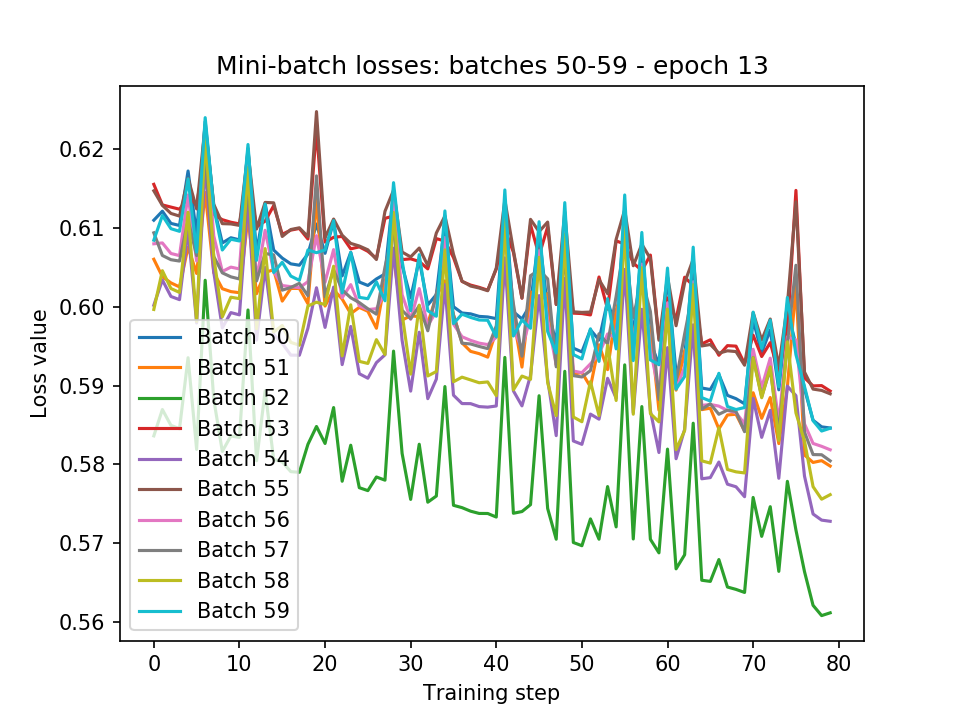 Mini-batch losses: batches 50-59 - epoch 13
0.62
0.61
0.60
0.59
0.58
0.57
0.56
Loss value
Batch 50
Batch 51
Batch 52
Batch 53
Batch 54
Batch 55
Batch 56
Batch 57
Batch 58
Batch 59
0 10 20 30 40 50 60 70 80
Training step